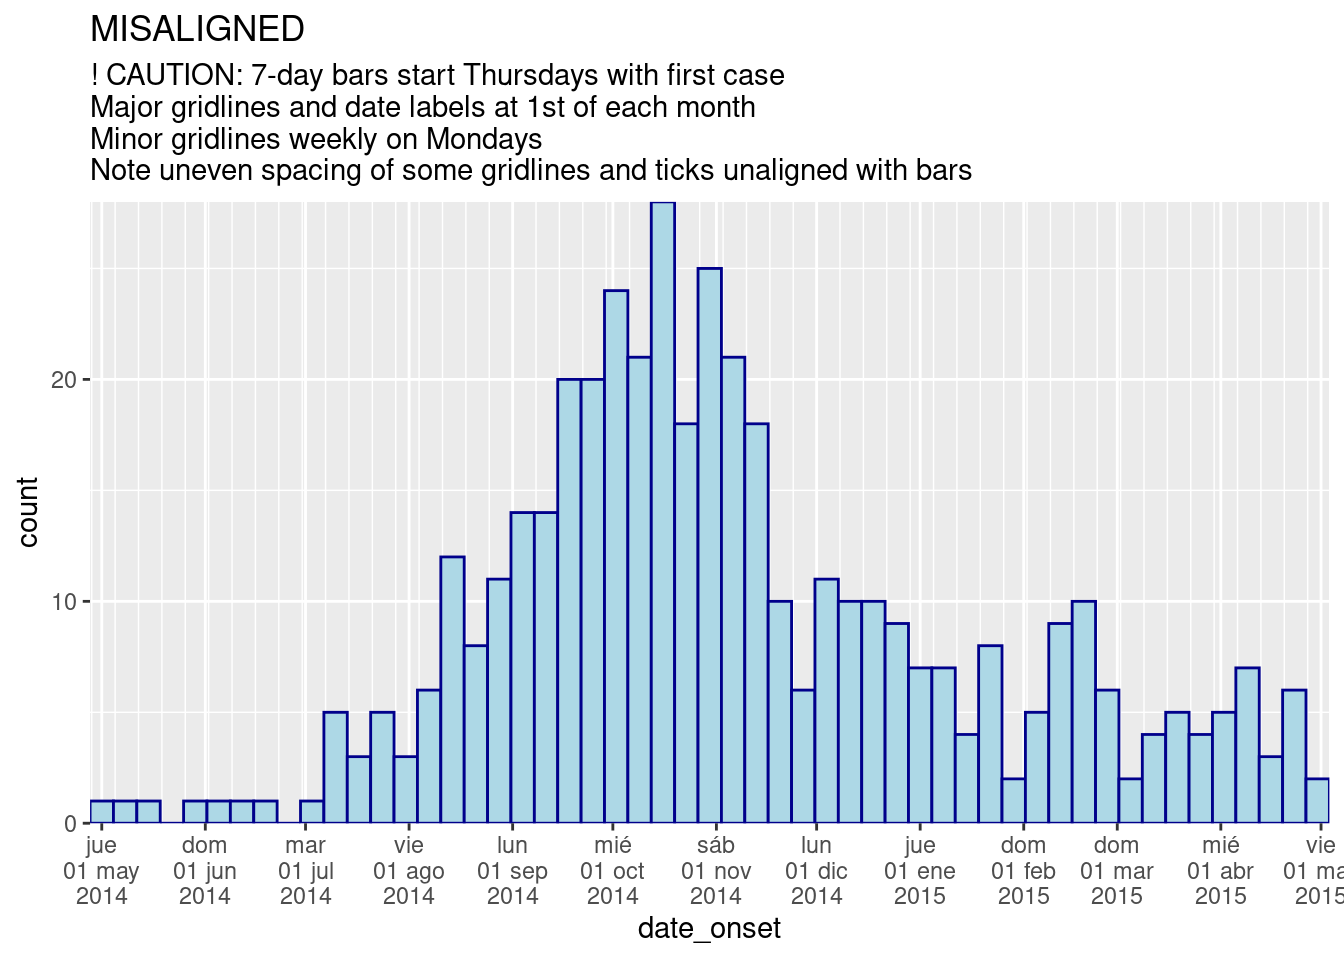 MISALIGNED
! CAUTION: 7-day bars start Thursdays with first case
Major gridlines and date labels at 1st of each month
Minor gridlines weekly on Mondays
Note uneven spacing of some gridlines and ticks unaligned with bars
count
20
10
0
jue dom mar vie lun mié sáb lun jue dom dom mié vie
01 may 01 jun 01 jul 01 ago 01 sep 01 oct 01 nov 01 dic 01 ene 01 feb 01 mar 01 abr 01 ma
2014 2014 2014 2014 2014 2014 2014 2014 2015 2015 2015 2015 2015
date_onset